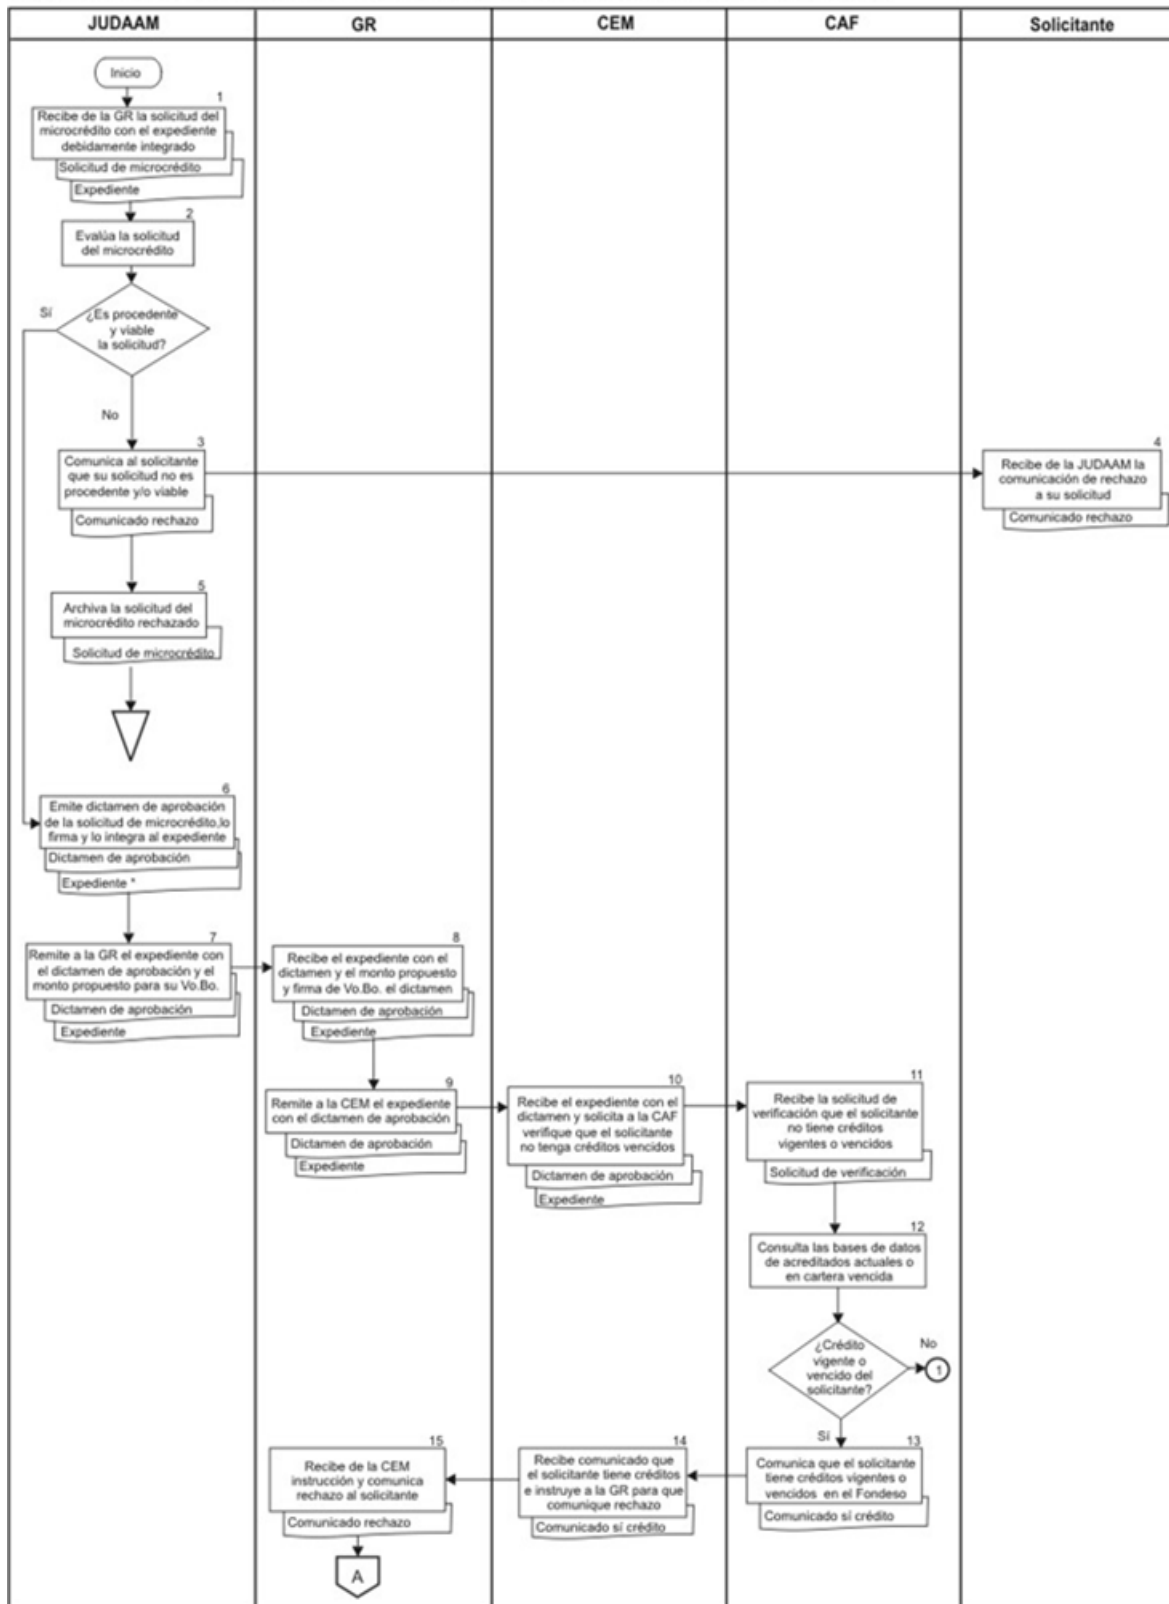 JUDAAM
GR
CEM
CAF
Solicitante
Inicio
1
Recibe de la GR la solicitud del
microcrédito con el expediente
debidamente integrado
Solicitud de microcrédito
Expediente
2
Evalúa la solicitud
del microcrédito
Sí
¿Es procedente
y viable
la solicitud?
No
3
Comunica al solicitante
que su solicitud no es
procedente y/o viable
Comunicado rechazo
4
Recibe de la JUDAAM la
comunicación de rechazo
a su solicitud
Comunicado rechazo
5
Archiva la solicitud del
microcrédito rechazado
Solicitud de microcrédito
6
Emite dictamen de aprobación
de la solicitud de microcrédito,lo
firma y lo integra al expediente
Dictamen de aprobación
Expediente *
7
Remite a la GR el expediente con
el dictamen de aprobación y el
monto propuesto para su Vo.Bo.
Dictamen de aprobación
Expediente
8
Recibe el expediente con el
dictamen y el monto propuesto
y firma de Vo.Bo. el dictamen
Dictamen de aprobación
Expediente
9
Remite a la CEM el expediente
con el dictamen de aprobación
Dictamen de aprobación
Expediente
10
Recibe el expediente con el
dictamen y solicita a la CAF
verifique que el solicitante
no tenga créditos vencidos
Dictamen de aprobación
Expediente
11
Recibe la solicitud de
verificación que el solicitante
no tiene créditos
vigentes o vencidos
Solicitud de verificación
12
Consulta las bases de datos
de acreditados actuales o
en cartera vencida
¿Crédito
vigente o
vencido del
solicitante?
No
1
Sí
13
Comunica que el solicitante
tiene créditos vigentes o
vencidos en el Fondeso
Comunicado sí crédito
14
Recibe comunicado que
el solicitante tiene créditos
e instruye a la GR para que
comunique rechazo
Comunicado sí crédito
15
Recibe de la CEM
instrucción y comunica
rechazo al solicitante
Comunicado rechazo
A